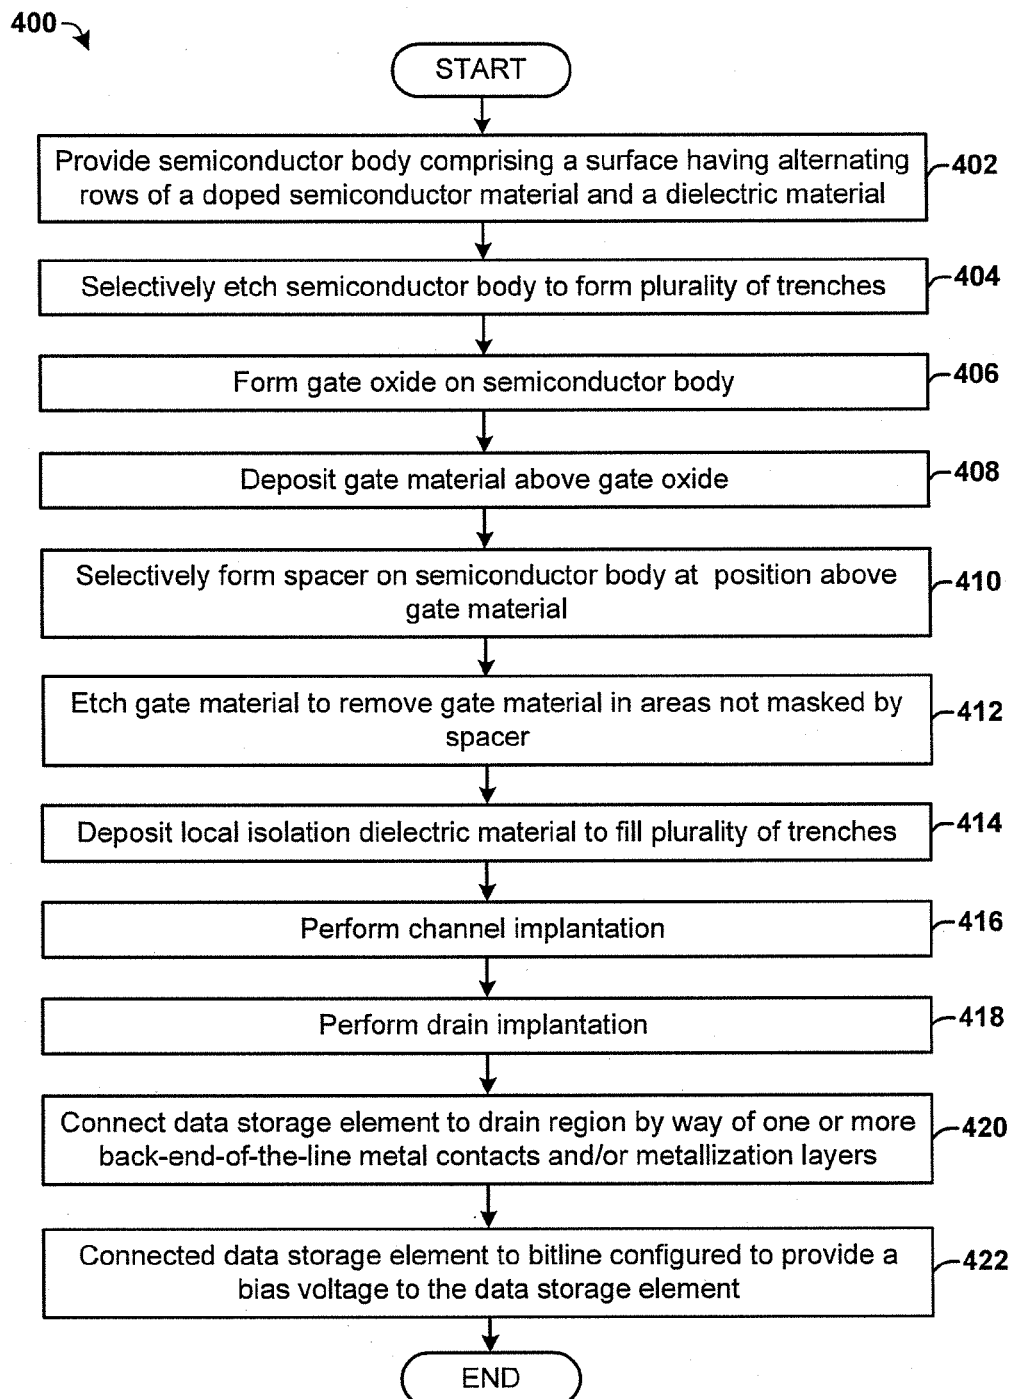 400
START
Provide semiconductor body comprising a surface having alternating
rows of a doped semiconductor material and a dielectric material
402
Selectively etch semiconductor body to form plurality of trenches
404
Form gate oxide on semiconductor body
406
Deposit gate material above gate oxide
408
Selectively form spacer on semiconductor body at position above
gate material
410
Etch gate material to remove gate material in areas not masked by
spacer
412
Deposit local isolation dielectric material to fill plurality of trenches
414
Perform channel implantation
416
Perform drain implantation
418
Connect data storage element to drain region by way of one or more
back-end-of-the-line metal contacts and/or metallization layers
420
Connected data storage element to bitline configured to provide a
bias voltage to the data storage element
422
END